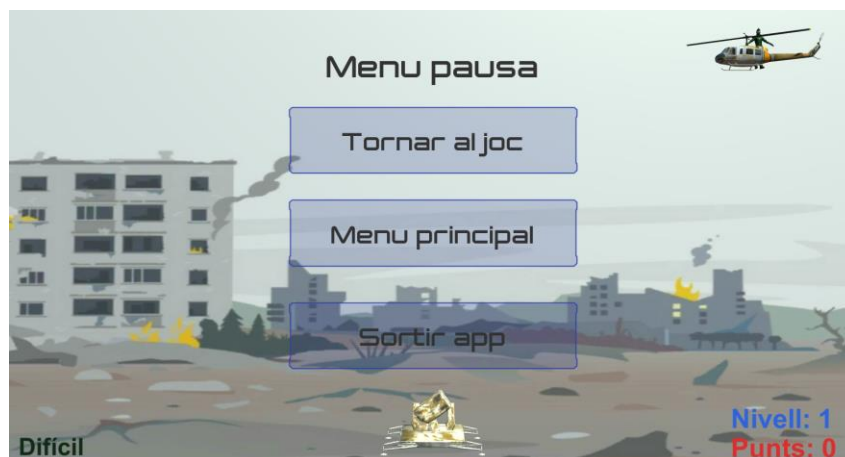 Menu pausa
Tornar al joc
Menu principal
Sortir app
Nivell: 1
Difícil
Punts: 0